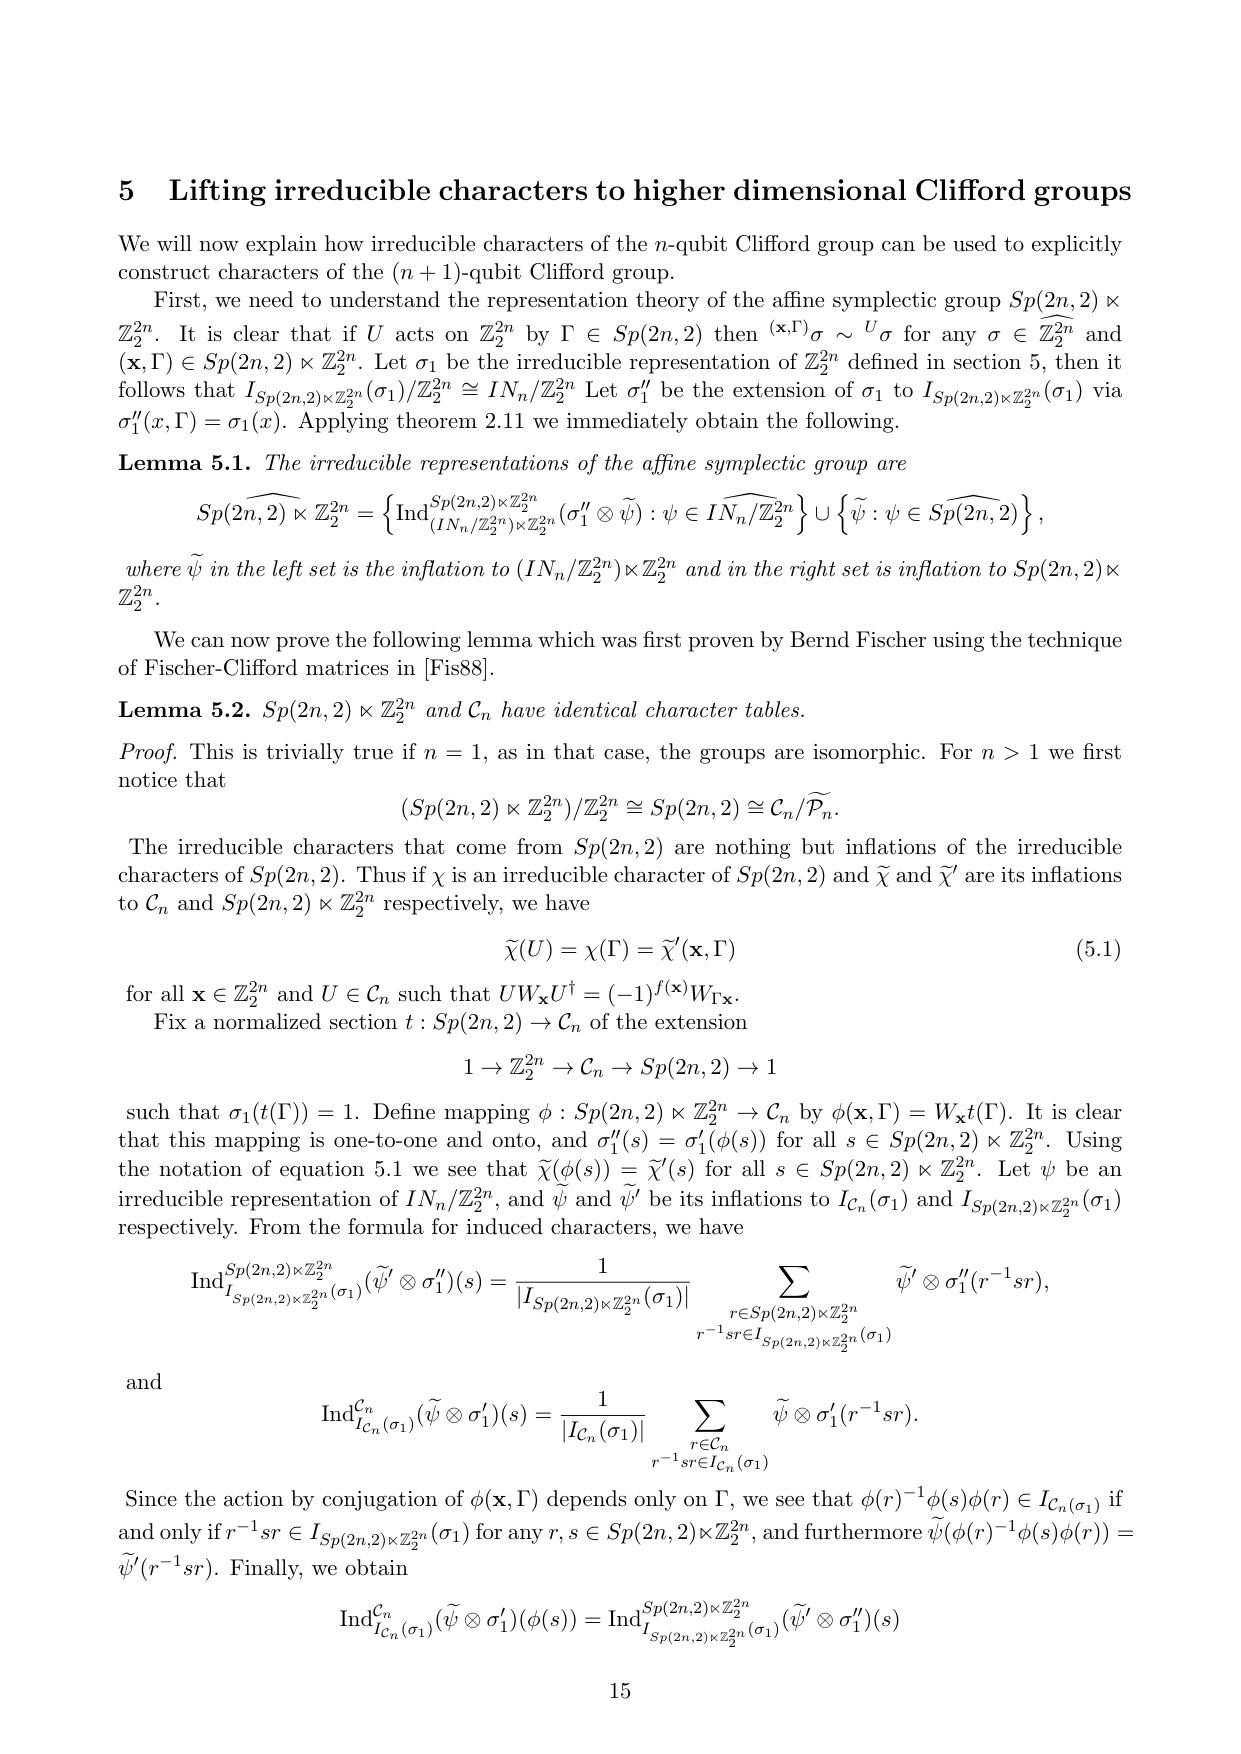 5 Lifting irreducible characters to higher dimensional Clifford groups
We will now explain how irreducible characters of the $n$-qubit Clifford group can be used to explicitly
construct characters of the $(n+1)$-qubit Clifford group.
First, we need to understand the representation theory of the affine symplectic group $Sp(2n,2) \ltimes$
$\mathbb{Z}_2^{2n}$. It is clear that if $U$ acts on $\mathbb{Z}_2^{2n}$ by $\Gamma \in Sp(2n,2)$ then ${}^{(\mathbf{x},\Gamma)}\sigma \sim {}^{U}\sigma$ for any $\sigma \in \widehat{\mathbb{Z}_2^{2n}}$ and
$(\mathbf{x},\Gamma) \in Sp(2n,2) \ltimes \mathbb{Z}_2^{2n}$. Let $\sigma_1$ be the irreducible representation of $\mathbb{Z}_2^{2n}$ defined in section 5, then it
follows that $I_{Sp(2n,2)\ltimes\mathbb{Z}_2^{2n}}(\sigma_1)/\mathbb{Z}_2^{2n} \cong IN_n/\mathbb{Z}_2^{2n}$ Let $\sigma_1''$ be the extension of $\sigma_1$ to $I_{Sp(2n,2)\ltimes\mathbb{Z}_2^{2n}}(\sigma_1)$ via
$\sigma_1''(x,\Gamma) = \sigma_1(x)$. Applying theorem 2.11 we immediately obtain the following.
**Lemma 5.1.** *The irreducible representations of the affine symplectic group are*
$$\widehat{Sp(2n,2) \ltimes \mathbb{Z}_2^{2n}} = \left\{ \mathrm{Ind}_{(IN_n/\mathbb{Z}_2^{2n})\ltimes\mathbb{Z}_2^{2n}}^{Sp(2n,2)\ltimes\mathbb{Z}_2^{2n}}(\sigma_1'' \otimes \widetilde{\psi}) : \psi \in \widehat{IN_n/\mathbb{Z}_2^{2n}} \right\} \cup \left\{ \widetilde{\psi} : \psi \in \widehat{Sp(2n,2)} \right\},$$
*where $\widetilde{\psi}$ in the left set is the inflation to $(IN_n/\mathbb{Z}_2^{2n}) \ltimes \mathbb{Z}_2^{2n}$ and in the right set is inflation to $Sp(2n,2) \ltimes$*
$\mathbb{Z}_2^{2n}$.
We can now prove the following lemma which was first proven by Bernd Fischer using the technique
of Fischer-Clifford matrices in [Fis88].
**Lemma 5.2.** *$Sp(2n,2) \ltimes \mathbb{Z}_2^{2n}$ and $\mathcal{C}_n$ have identical character tables.*
*Proof.* This is trivially true if $n = 1$, as in that case, the groups are isomorphic. For $n > 1$ we first
notice that
$$(Sp(2n,2) \ltimes \mathbb{Z}_2^{2n})/\mathbb{Z}_2^{2n} \cong Sp(2n,2) \cong \mathcal{C}_n/\widetilde{\mathcal{P}_n}.$$
The irreducible characters that come from $Sp(2n,2)$ are nothing but inflations of the irreducible
characters of $Sp(2n,2)$. Thus if $\chi$ is an irreducible character of $Sp(2n,2)$ and $\widetilde{\chi}$ and $\widetilde{\chi}'$ are its inflations
to $\mathcal{C}_n$ and $Sp(2n,2) \ltimes \mathbb{Z}_2^{2n}$ respectively, we have
$$\widetilde{\chi}(U) = \chi(\Gamma) = \widetilde{\chi}'(\mathbf{x},\Gamma) \quad (5.1)$$
for all $\mathbf{x} \in \mathbb{Z}_2^{2n}$ and $U \in \mathcal{C}_n$ such that $UW_{\mathbf{x}}U^\dagger = (-1)^{f(\mathbf{x})}W_{\Gamma\mathbf{x}}$.
Fix a normalized section $t : Sp(2n,2) \to \mathcal{C}_n$ of the extension
$$1 \to \mathbb{Z}_2^{2n} \to \mathcal{C}_n \to Sp(2n,2) \to 1$$
such that $\sigma_1(t(\Gamma)) = 1$. Define mapping $\phi : Sp(2n,2) \ltimes \mathbb{Z}_2^{2n} \to \mathcal{C}_n$ by $\phi(\mathbf{x},\Gamma) = W_{\mathbf{x}}t(\Gamma)$. It is clear
that this mapping is one-to-one and onto, and $\sigma_1''(s) = \sigma_1'(\phi(s))$ for all $s \in Sp(2n,2) \ltimes \mathbb{Z}_2^{2n}$. Using
the notation of equation 5.1 we see that $\widetilde{\chi}(\phi(s)) = \widetilde{\chi}'(s)$ for all $s \in Sp(2n,2) \ltimes \mathbb{Z}_2^{2n}$. Let $\psi$ be an
irreducible representation of $IN_n/\mathbb{Z}_2^{2n}$, and $\widetilde{\psi}$ and $\widetilde{\psi}'$ be its inflations to $I_{\mathcal{C}_n}(\sigma_1)$ and $I_{Sp(2n,2)\ltimes\mathbb{Z}_2^{2n}}(\sigma_1)$
respectively. From the formula for induced characters, we have
$$\mathrm{Ind}_{I_{Sp(2n,2)\ltimes\mathbb{Z}_2^{2n}}(\sigma_1)}^{Sp(2n,2)\ltimes\mathbb{Z}_2^{2n}}(\widetilde{\psi}' \otimes \sigma_1'')(s) = \frac{1}{|I_{Sp(2n,2)\ltimes\mathbb{Z}_2^{2n}}(\sigma_1)|} \sum_{\substack{r \in Sp(2n,2)\ltimes\mathbb{Z}_2^{2n} \\ r^{-1}sr \in I_{Sp(2n,2)\ltimes\mathbb{Z}_2^{2n}}(\sigma_1)}} \widetilde{\psi}' \otimes \sigma_1''(r^{-1}sr),$$
and
$$\mathrm{Ind}_{I_{\mathcal{C}_n}(\sigma_1)}^{\mathcal{C}_n}(\widetilde{\psi} \otimes \sigma_1')(s) = \frac{1}{|I_{\mathcal{C}_n}(\sigma_1)|} \sum_{\substack{r \in \mathcal{C}_n \\ r^{-1}sr \in I_{\mathcal{C}_n}(\sigma_1)}} \widetilde{\psi} \otimes \sigma_1'(r^{-1}sr).$$
Since the action by conjugation of $\phi(\mathbf{x},\Gamma)$ depends only on $\Gamma$, we see that $\phi(r)^{-1}\phi(s)\phi(r) \in I_{\mathcal{C}_n(\sigma_1)}$ if
and only if $r^{-1}sr \in I_{Sp(2n,2)\ltimes\mathbb{Z}_2^{2n}}(\sigma_1)$ for any $r, s \in Sp(2n,2) \ltimes \mathbb{Z}_2^{2n}$, and furthermore $\widetilde{\psi}(\phi(r)^{-1}\phi(s)\phi(r)) =$
$\widetilde{\psi}'(r^{-1}sr)$. Finally, we obtain
$$\mathrm{Ind}_{I_{\mathcal{C}_n}(\sigma_1)}^{\mathcal{C}_n}(\widetilde{\psi} \otimes \sigma_1')(\phi(s)) = \mathrm{Ind}_{I_{Sp(2n,2)\ltimes\mathbb{Z}_2^{2n}}(\sigma_1)}^{Sp(2n,2)\ltimes\mathbb{Z}_2^{2n}}(\widetilde{\psi}' \otimes \sigma_1'')(s)$$
15